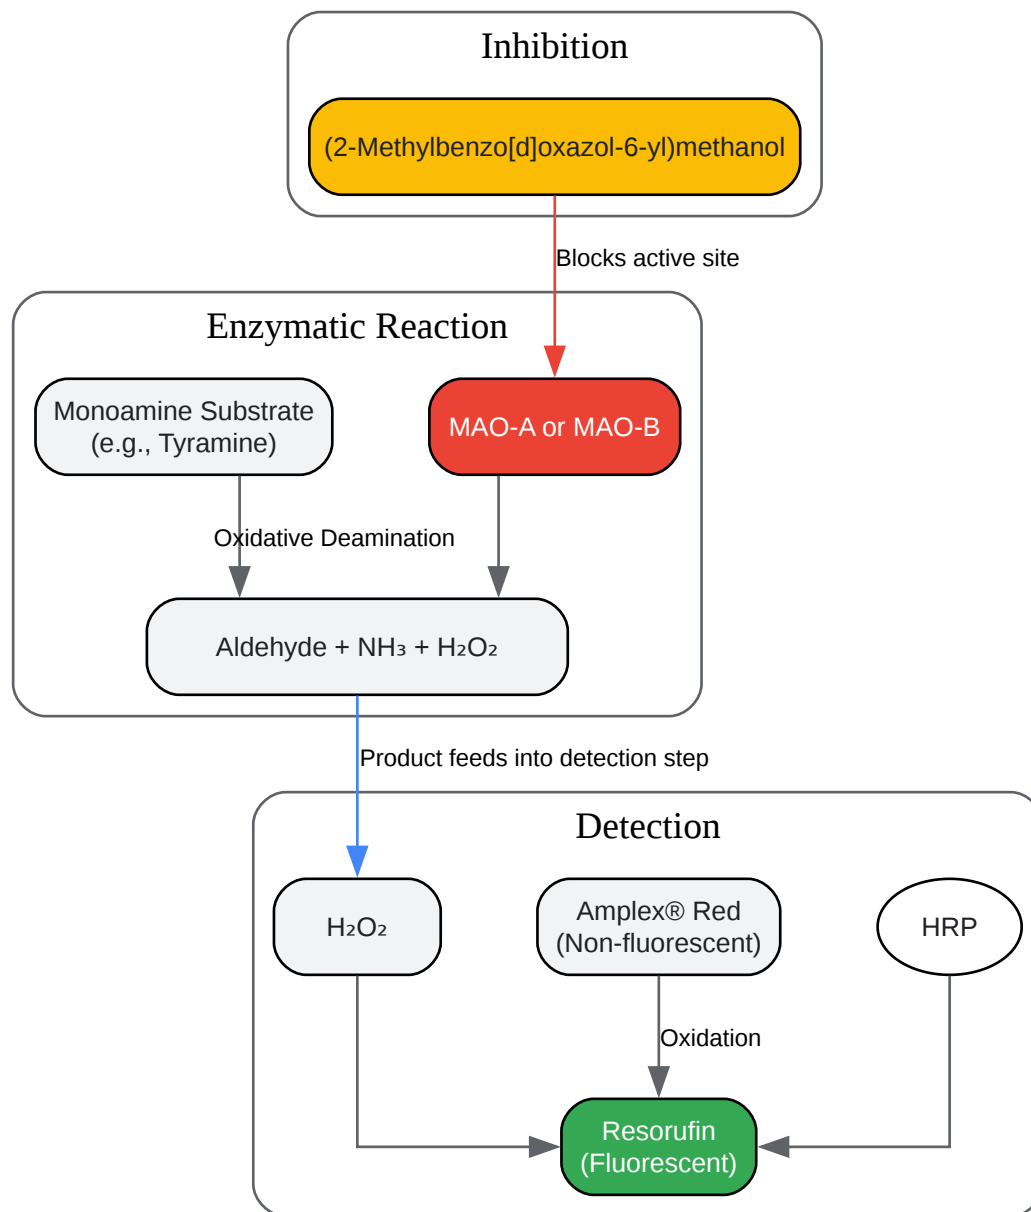 Inhibition
(2-Methylbenzo[d]oxazol-6-yl)methanol
Blocks active site
Enzymatic Reaction
Monoamine Substrate
(e.g., Tyramine)
MAO-A or MAO-B
Oxidative Deamination
Aldehyde + NH₃ + H₂O₂
Product feeds into detection step
Detection
H₂O₂
Amplex® Red
(Non-fluorescent)
HRP
Oxidation
Resorufin
(Fluorescent)